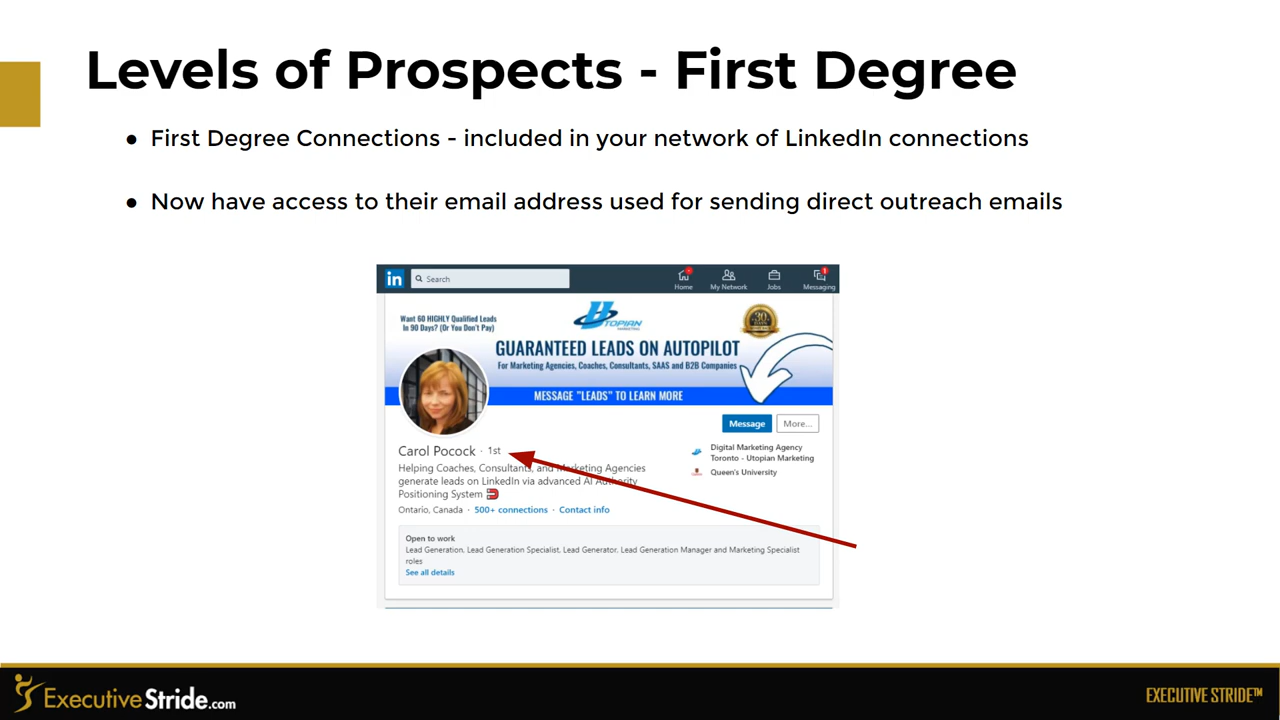 Levels of Prospects - First Degree
● First Degree Connections - included in your network of LinkedIn connections
● Now have access to their email address used for sending direct outreach emails
in Search Home My Network Jobs Messaging
Want 60 HIGHLY Qualified Leads
In 90 Days? (Or You Don't Pay)
UTOPIAN
MARKETING
30
DAYS
GUARANTEED LEADS ON AUTOPILOT
For Marketing Agencies, Coaches, Consultants, SAAS and B2B Companies
MESSAGE "LEADS" TO LEARN MORE
Message More...
Carol Pocock · 1st
Helping Coaches, Consultants, and Marketing Agencies
generate leads on LinkedIn via advanced AI Authority
Positioning System
Ontario, Canada · 500+ connections · Contact info
Digital Marketing Agency
Toronto - Utopian Marketing
Queen's University
Open to work
Lead Generation, Lead Generation Specialist, Lead Generator, Lead Generation Manager and Marketing Specialist
roles
See all details
ExecutiveStride.com
EXECUTIVE STRIDE™